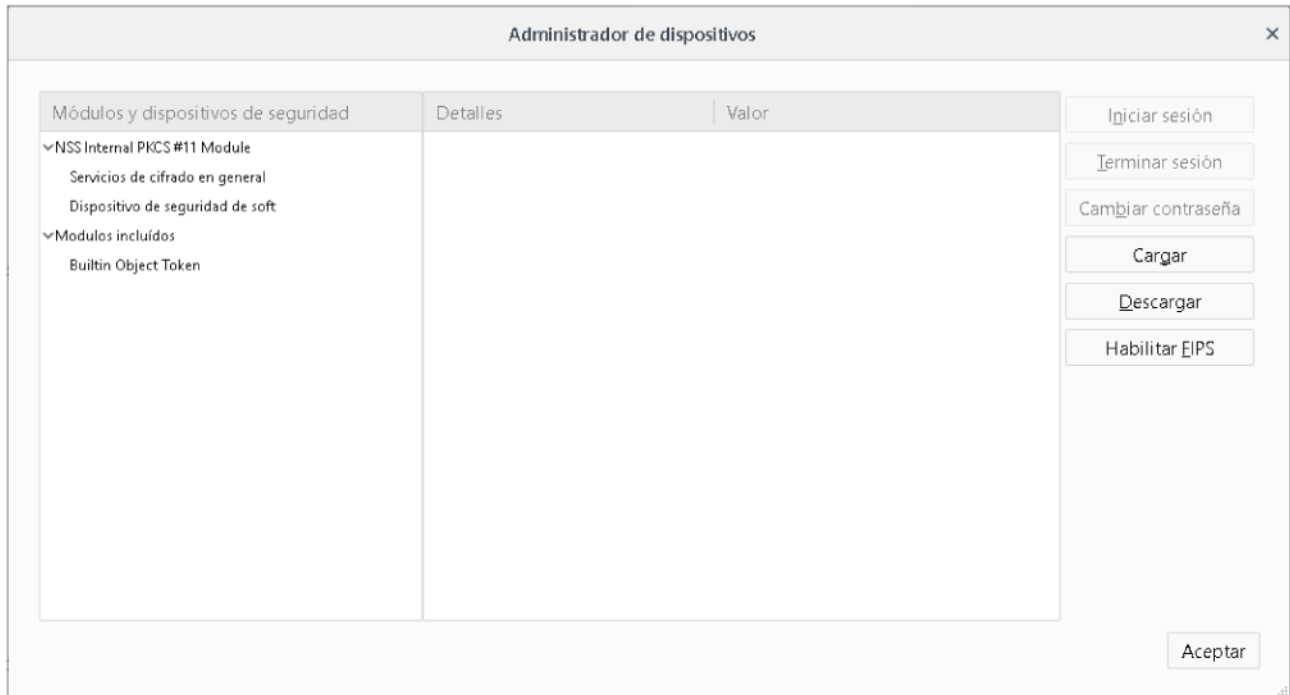 Administrador de dispositivos
Módulos y dispositivos de seguridad
Detalles
Valor
NSS Internal PKCS #11 Module
Servicios de cifrado en general
Dispositivo de seguridad de soft
Modulos incluídos
Builtin Object Token
Iniciar sesión
Terminar sesión
Cambiar contraseña
Cargar
Descargar
Habilitar FIPS
Aceptar